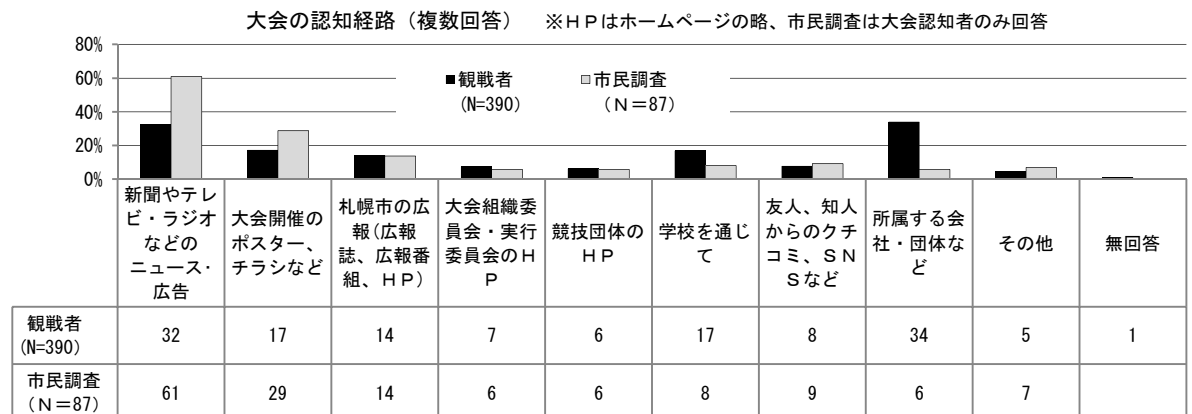 大会の認知経路（複数回答） ※ＨＰはホームページの略、市民調査は大会認知者のみ回答
80%
60%
40%
20%
0%
■観戦者
(N=390)
□市民調査
（Ｎ＝87）
新聞やテレ
ビ・ラジオ
などの
ニュース・
広告
大会開催の
ポスター、
チラシなど
札幌市の広
報(広報
誌、広報番
組、ＨＰ）
大会組織委
員会・実行
委員会のＨ
Ｐ
競技団体の
ＨＰ
学校を通じ
て
友人、知人
からのクチ
コミ、ＳＮ
Ｓなど
所属する会
社・団体な
ど
その他
無回答
観戦者
(N=390)
32 17 14 7 6 17 8 34 5 1
市民調査
（Ｎ＝87）
61 29 14 6 6 8 9 6 7